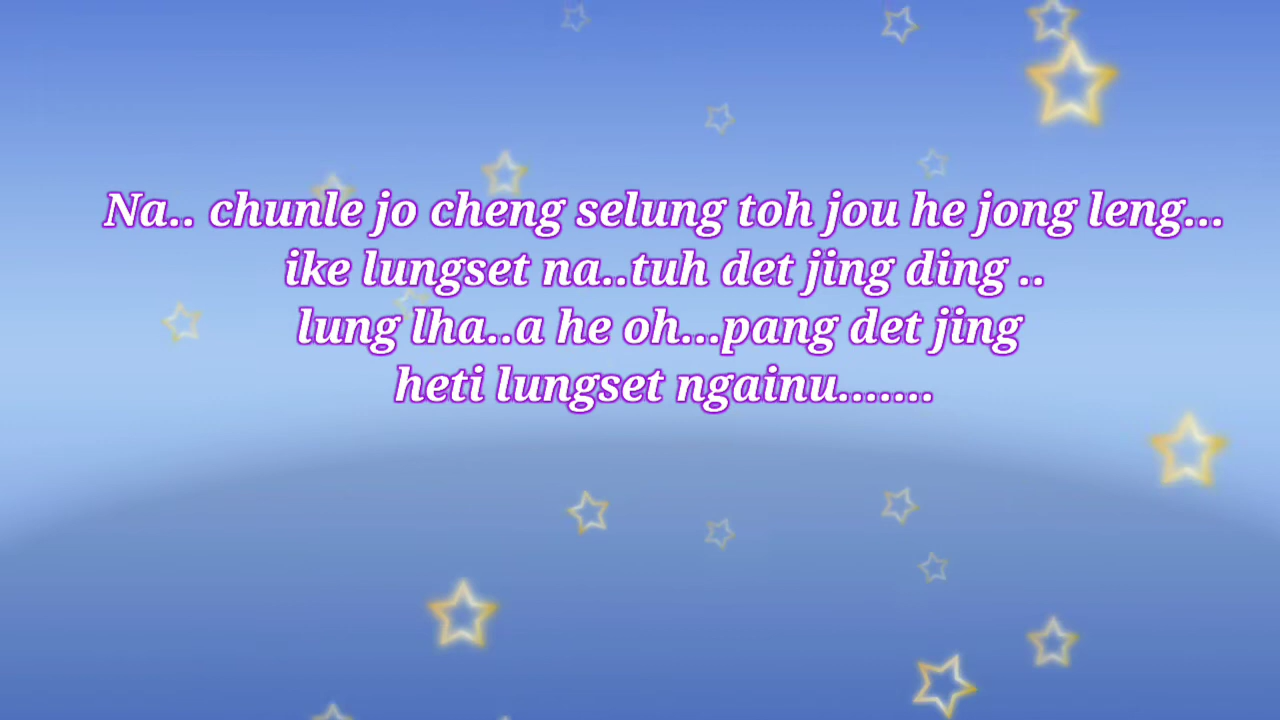 Na.. chunle jo cheng selung toh jou he jong leng...
ike lungset na..tuh det jing ding ..
lung lha..a he oh...pang det jing
heti lungset ngainu.......